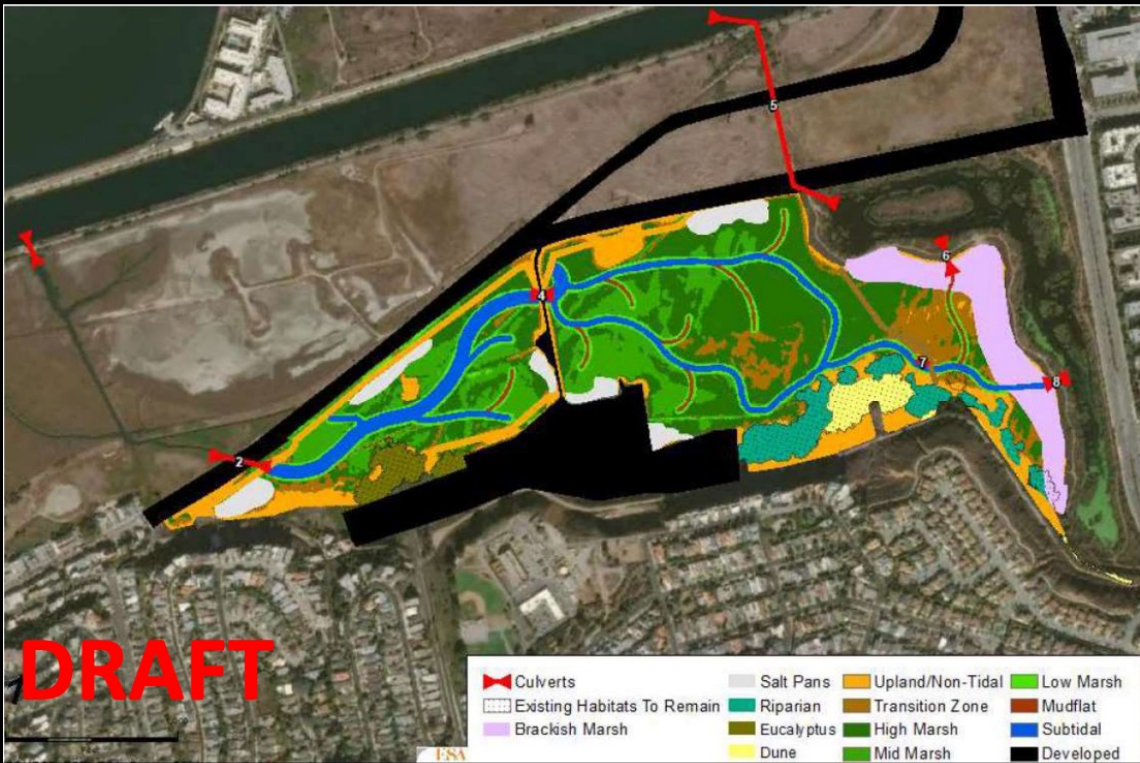 5
6
4
7
8
2
DRAFT
Culverts
Existing Habitats To Remain
Brackish Marsh
Salt Pans
Riparian
Eucalyptus
Dune
Upland/Non-Tidal
Transition Zone
High Marsh
Mid Marsh
Low Marsh
Mudflat
Subtidal
Developed
ESA